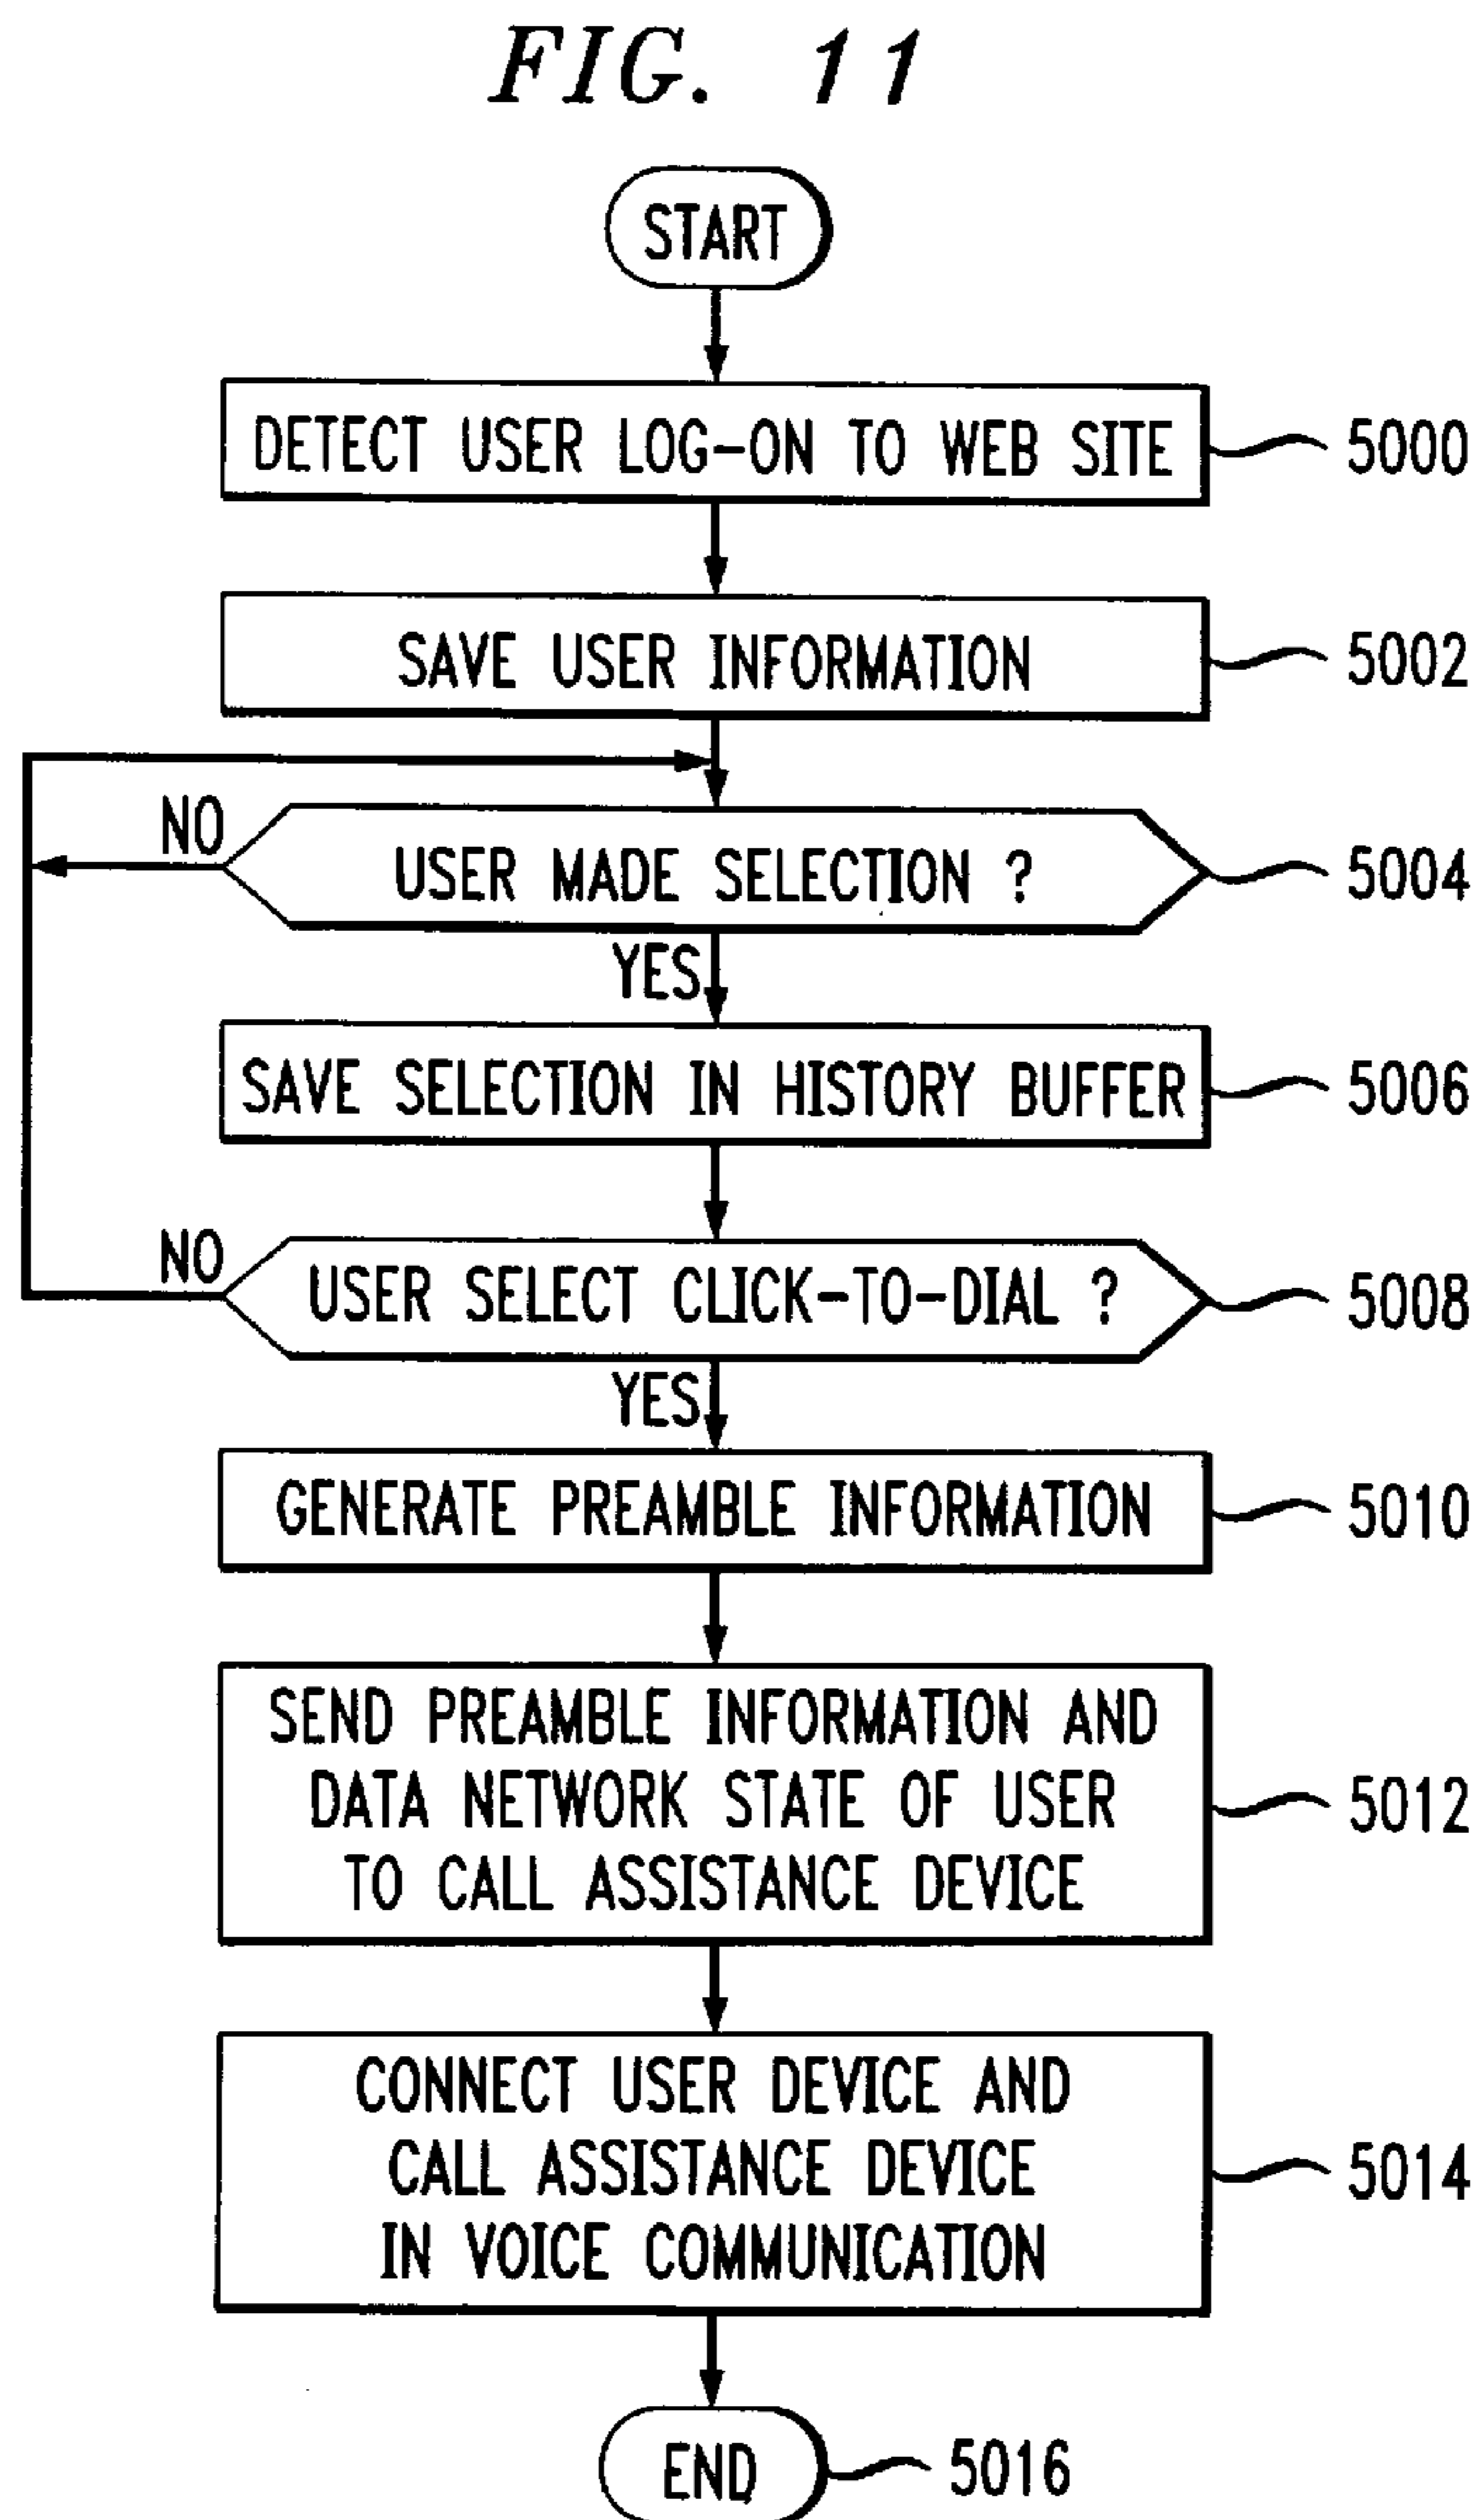 FIG. 11
START
DETECT USER LOG-ON TO WEB SITE
5000
SAVE USER INFORMATION
5002
NO
USER MADE SELECTION ?
5004
YES
SAVE SELECTION IN HISTORY BUFFER
5006
NO
USER SELECT CLICK-TO-DIAL ?
5008
YES
GENERATE PREAMBLE INFORMATION
5010
SEND PREAMBLE INFORMATION AND
DATA NETWORK STATE OF USER
TO CALL ASSISTANCE DEVICE
5012
CONNECT USER DEVICE AND
CALL ASSISTANCE DEVICE
IN VOICE COMMUNICATION
5014
END
5016